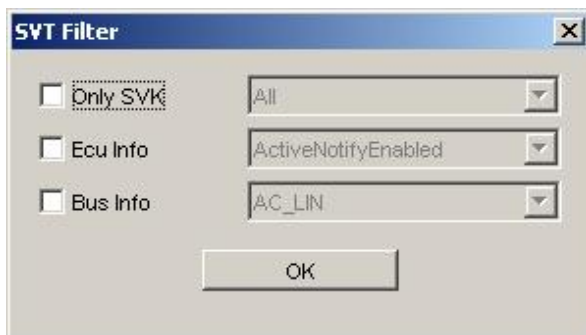 SVT Filter
Only SVK All
Ecu Info ActiveNotifyEnabled
Bus Info AC_LIN
OK